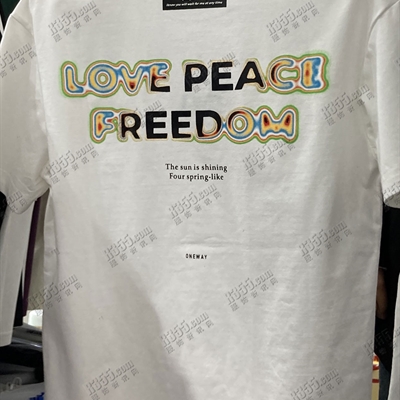 LOVE PEACE
FREEDOM
The sun is shining
Four spring-like
ONEWAY